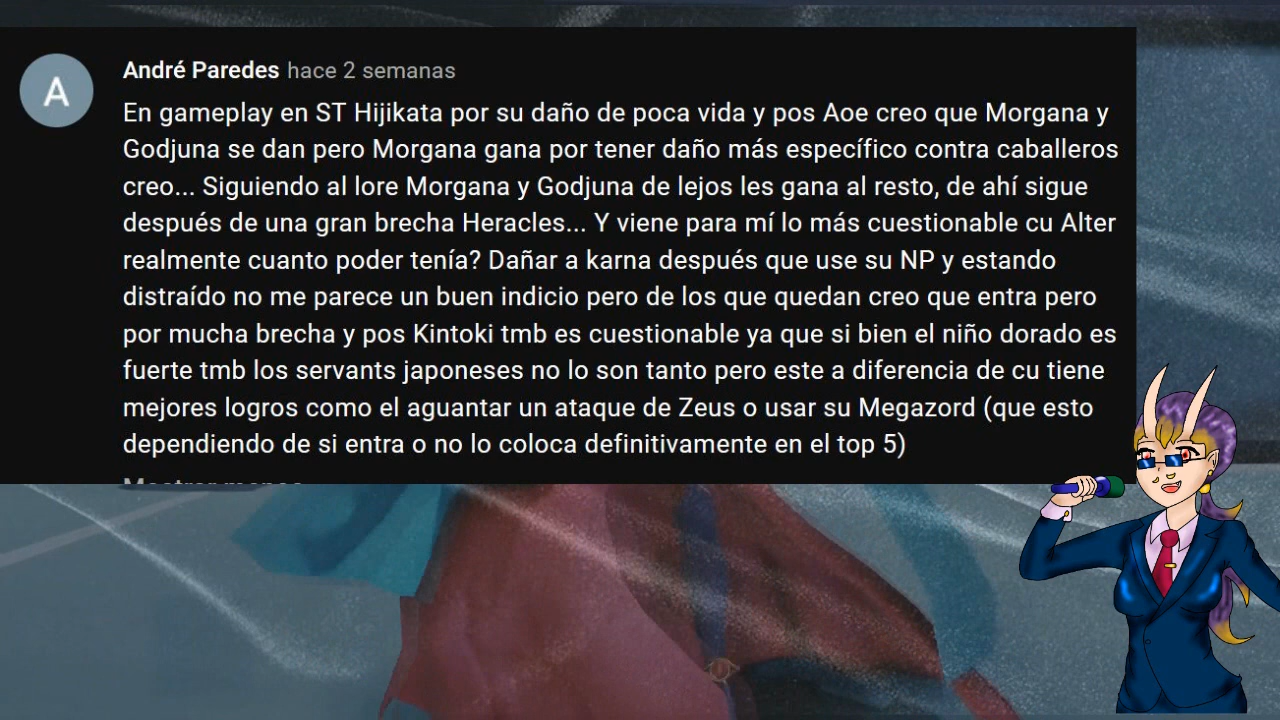 A
André Paredes hace 2 semanas
En gameplay en ST Hijikata por su daño de poca vida y pos Aoe creo que Morgana y
Godjuna se dan pero Morgana gana por tener daño más específico contra caballeros
creo... Siguiendo al lore Morgana y Godjuna de lejos les gana al resto, de ahí sigue
después de una gran brecha Heracles... Y viene para mí lo más cuestionable cu Alter
realmente cuanto poder tenía? Dañar a karna después que use su NP y estando
distraído no me parece un buen indicio pero de los que quedan creo que entra pero
por mucha brecha y pos Kintoki tmb es cuestionable ya que si bien el niño dorado es
fuerte tmb los servants japoneses no lo son tanto pero este a diferencia de cu tiene
mejores logros como el aguantar un ataque de Zeus o usar su Megazord (que esto
dependiendo de si entra o no lo coloca definitivamente en el top 5)